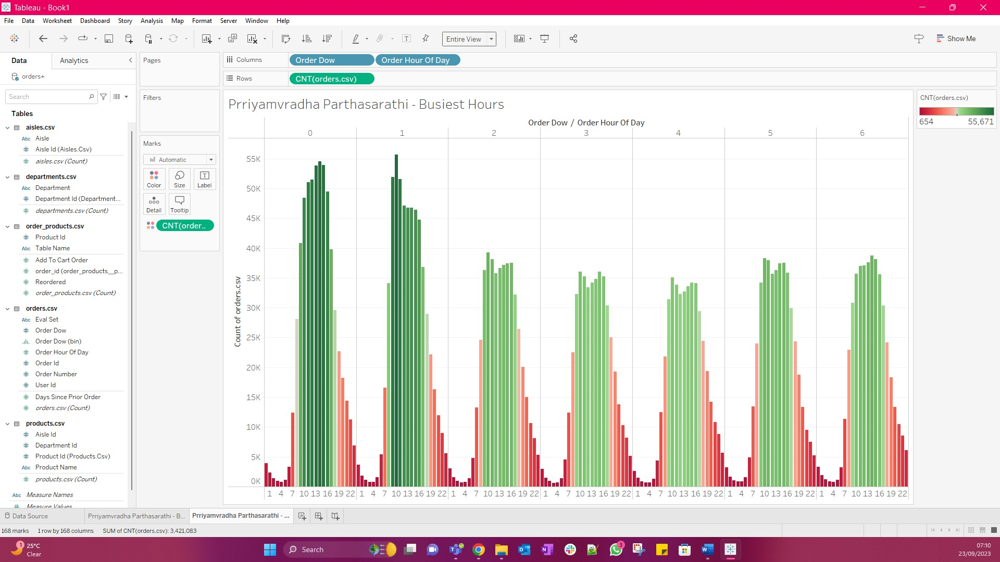 Tableau - Book1
File Data Worksheet Dashboard Story Analysis Map Format Server Window Help
Entire View
Show Me
Data Analytics
orders+
Search
Tables
aisles.csv
Abc Aisle
# Aisle Id (Aisles.Csv)
# aisles.csv (Count)
departments.csv
Abc Department
# Department Id (Department...
# departments.csv (Count)
order_products.csv
# Product Id
Abc Table Name
# Add To Cart Order
# order_id (order_products__p...
# Reordered
# order_products.csv (Count)
orders.csv
Abc Eval Set
# Order Dow
Order Dow (bin)
# Order Hour Of Day
# Order Id
# Order Number
# User Id
# Days Since Prior Order
# orders.csv (Count)
products.csv
# Aisle Id
# Department Id
# Product Id (Products.Csv)
Abc Product Name
# products.csv (Count)
Abc Measure Names
# Measure Values
Pages
Filters
Marks
Automatic
Color Size Label
Detail Tooltip
CNT(order..
Columns Order Dow Order Hour Of Day
Rows CNT(orders.csv)
Prriyamvradha Parthasarathi - Busiest Hours
Order Dow / Order Hour Of Day
0 1 2 3 4 5 6
55K
50K
45K
40K
35K
30K
25K
20K
15K
10K
5K
0K
Count of orders.csv
1 4 7 10 13 16 19 22 1 4 7 10 13 16 19 22 1 4 7 10 13 16 19 22 1 4 7 10 13 16 19 22 1 4 7 10 13 16 19 22 1 4 7 10 13 16 19 22 1 4 7 10 13 16 19 22
CNT(orders.csv)
654 55,671
Data Source Prriyamvradha Parthasarathi - B... Prriyamvradha Parthasarathi - ...
168 marks 1 row by 168 columns SUM of CNT(orders.csv): 3,421,083
1
25°C
Clear
Search
3
07:10
23/09/2023